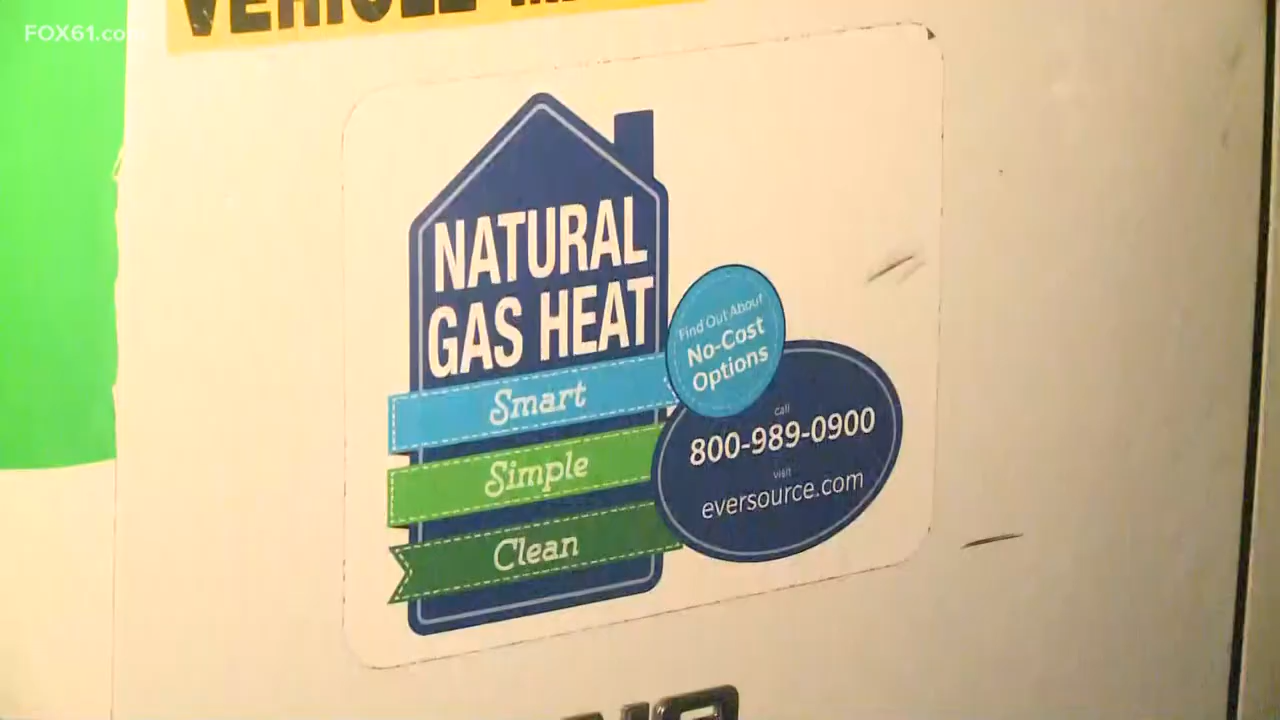 FOX61.com
VEHICLE
NATURAL
GAS HEAT
Smart
Simple
Clean
Find Out About
No-Cost
Options
call
800-989-0900
visit
eversource.com